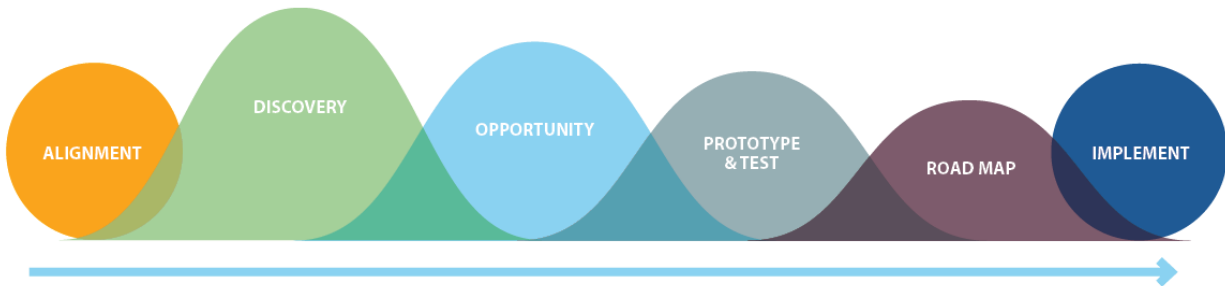 ALIGNMENT
DISCOVERY
OPPORTUNITY
PROTOTYPE
& TEST
ROAD MAP
IMPLEMENT